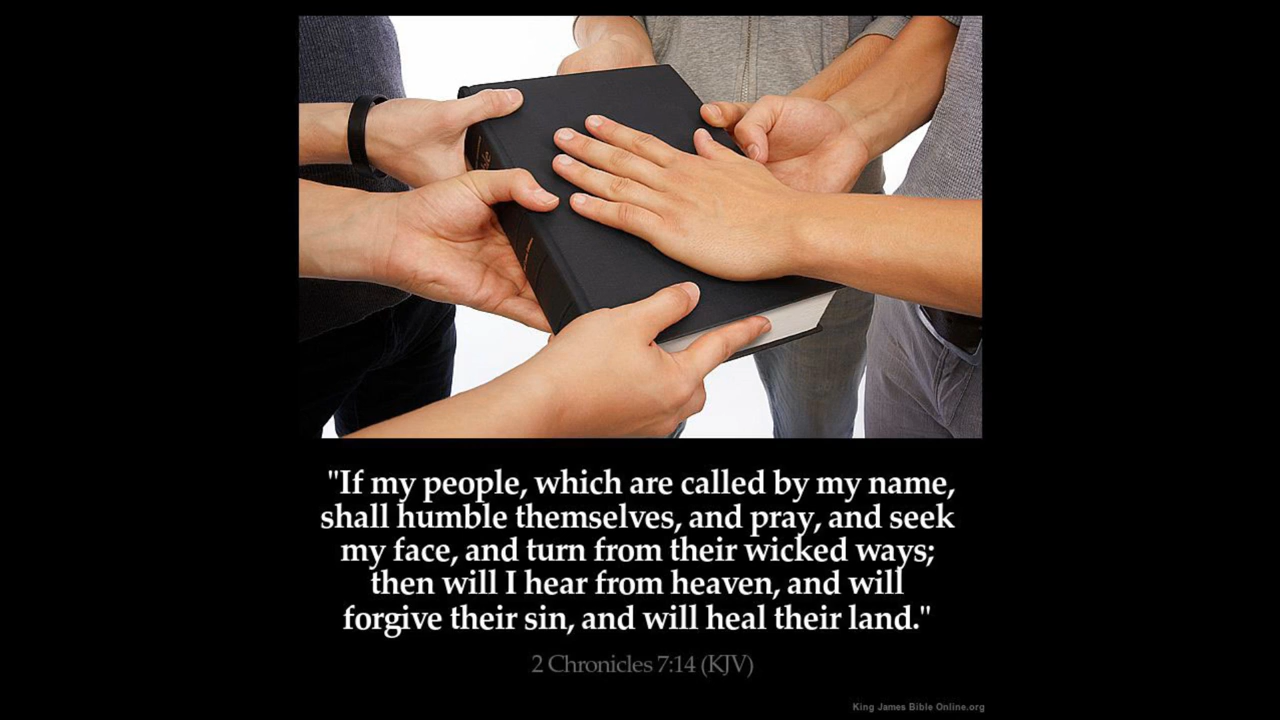 "If my people, which are called by my name,
shall humble themselves, and pray, and seek
my face, and turn from their wicked ways;
then will I hear from heaven, and will
forgive their sin, and will heal their land."
2 Chronicles 7:14 (KJV)
King James Bible Online.org